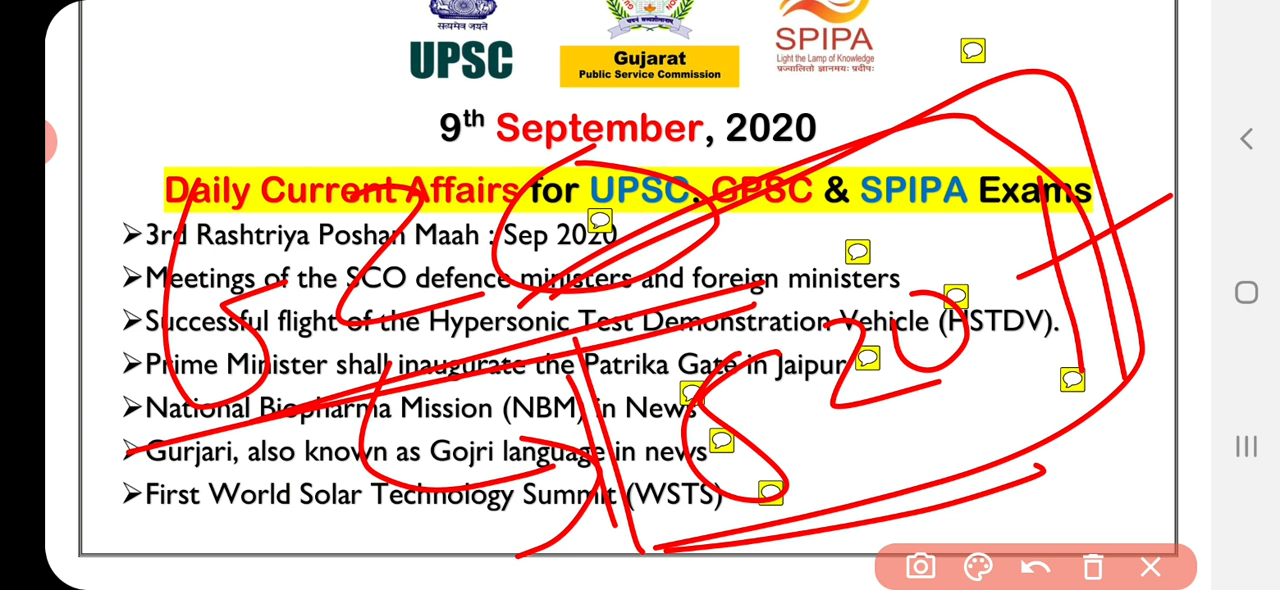 सत्यमेव जयते
UPSC
Gujarat
Public Service Commission
SPIPA
Light the Lamp of Knowledge
प्रज्वालितो ज्ञानमयः प्रदीपः
9th September, 2020
Daily Current Affairs for UPSC, GPSC & SPIPA Exams
➢3rd Rashtriya Poshan Maah : Sep 2020
➢Meetings of the SCO defence ministers and foreign ministers
➢Successful flight of the Hypersonic Test Demonstration Vehicle (HSTDV).
➢Prime Minister shall inaugurate the Patrika Gate in Jaipur
➢National Biopharma Mission (NBM) in News
➢Gurjari, also known as Gojri language in news
➢First World Solar Technology Summit (WSTS)